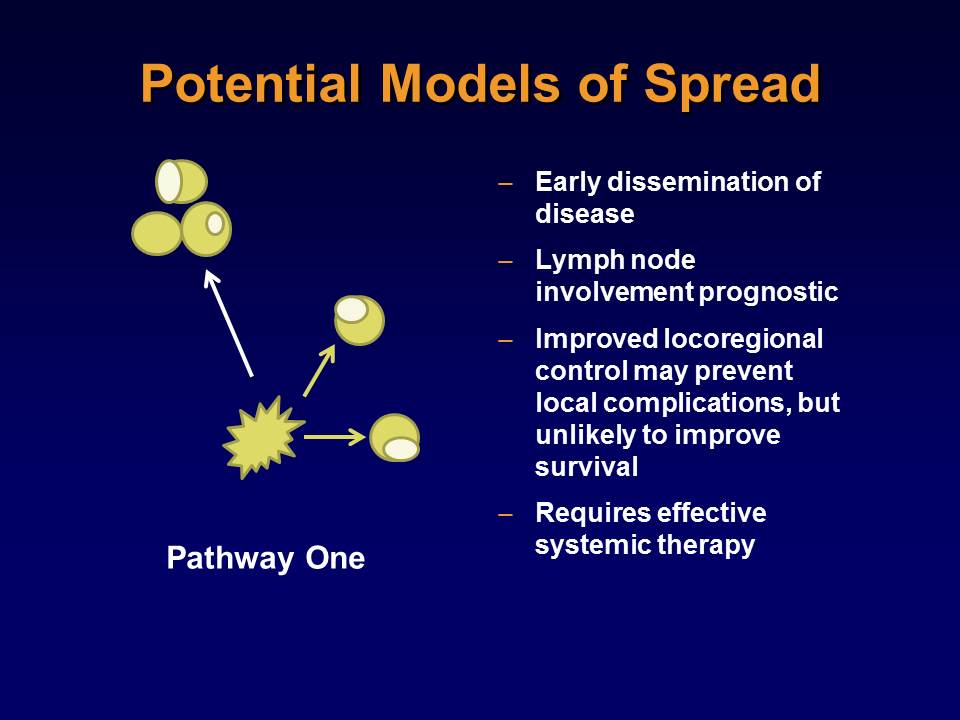 Potential Models of Spread
– Early dissemination of
disease
– Lymph node
involvement prognostic
– Improved locoregional
control may prevent
local complications, but
unlikely to improve
survival
– Requires effective
systemic therapy
Pathway One